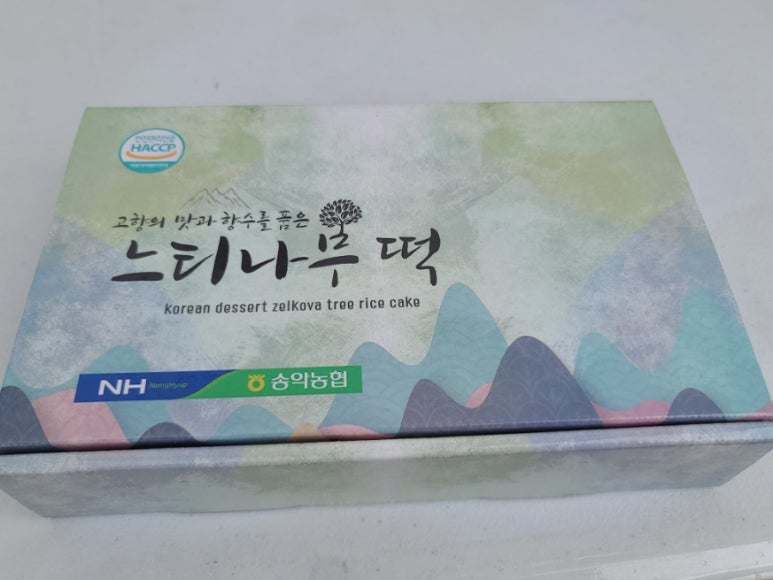 HACCP
고향의 맛과 향수를 품은
느티나무 떡
korean dessert zelkova tree rice cake
NH NongHyup 송악농협